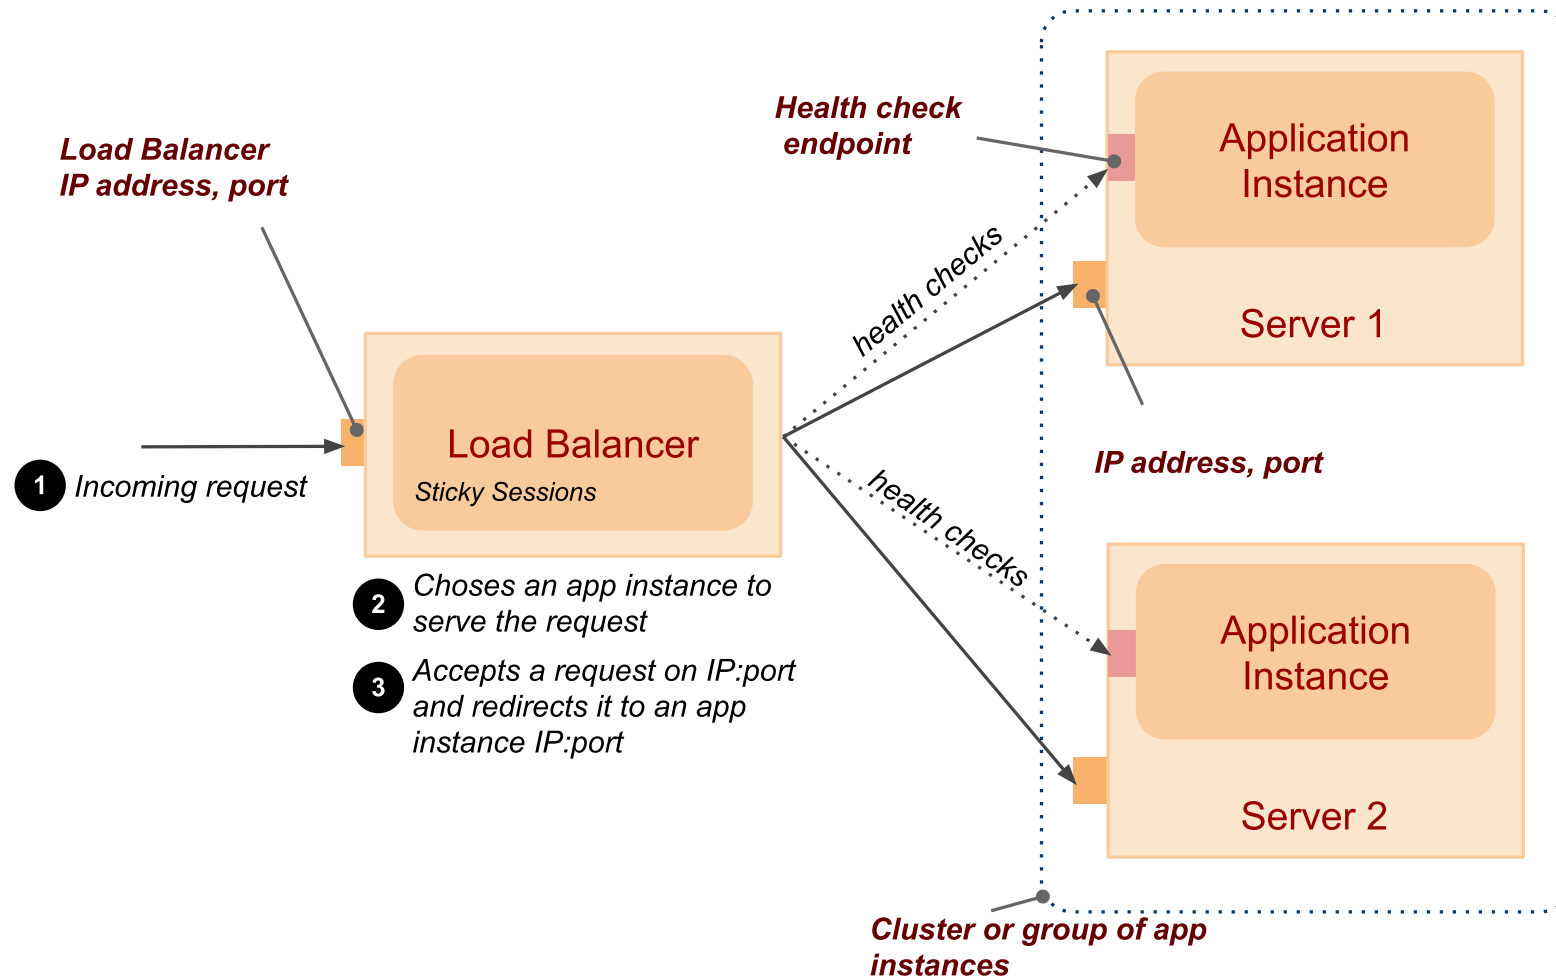 Load Balancer
IP address, port
1
Incoming request
Load Balancer
Sticky Sessions
2
Choses an app instance to
serve the request
3
Accepts a request on IP:port
and redirects it to an app
instance IP:port
Health check
endpoint
health checks
health checks
Application
Instance
Server 1
IP address, port
Application
Instance
Server 2
Cluster or group of app
instances